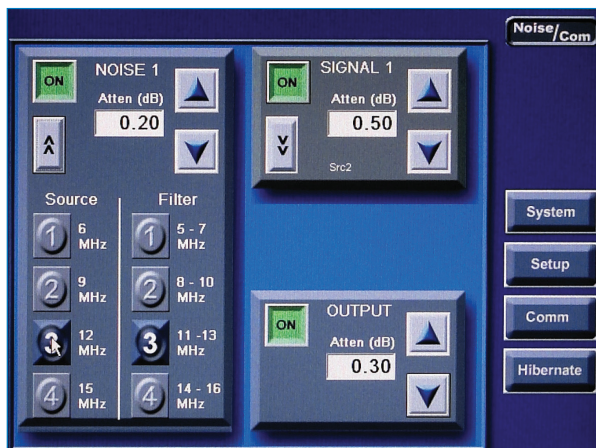 Noise/Com
NOISE 1
ON
Atten (dB)
0.20
Source
Filter
1
6 MHz
1
5 - 7 MHz
2
9 MHz
2
8 - 10 MHz
3
12 MHz
3
11 -13 MHz
4
15 MHz
4
14 - 16 MHz
SIGNAL 1
ON
Atten (dB)
0.50
Src2
OUTPUT
ON
Atten (dB)
0.30
System
Setup
Comm
Hibernate